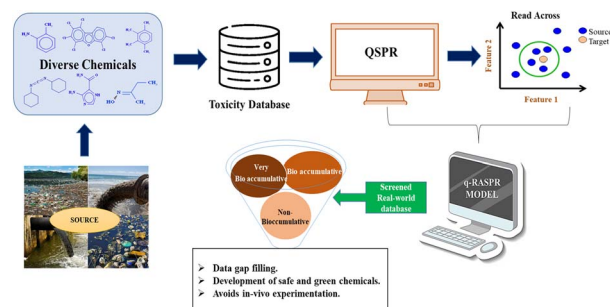 Diverse Chemicals
Toxicity Database
QSPR
Read Across
Source
Target
Feature 2
Feature 1
SOURCE
Very
Bio accumulative
Bio accumulative
Non-
Bioccumulative
Screened
Real-world
database
q-RASPR
MODEL
➢ Data gap filling.
➢ Development of safe and green chemicals.
➢ Avoids in-vivo experimentation.